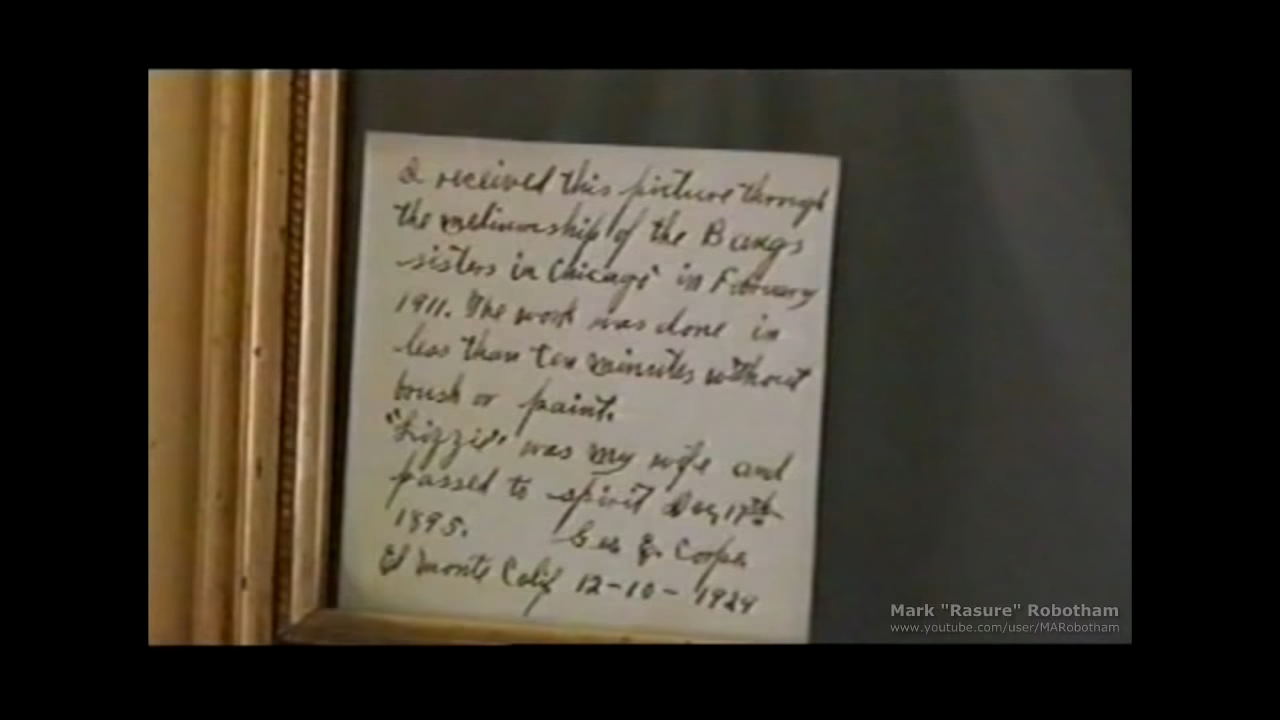 I received this picture through
the mediumship of the Bangs
sisters in Chicago in February
1911. The work was done in
less than ten minutes without
brush or paint.
"Lizzie" was my wife and
passed to spirit Dec, 17th
1895. Geo E.
El Monte Calif 12-10-1929
Mark "Rasure" Robotham
www.youtube.com/user/MARobotham